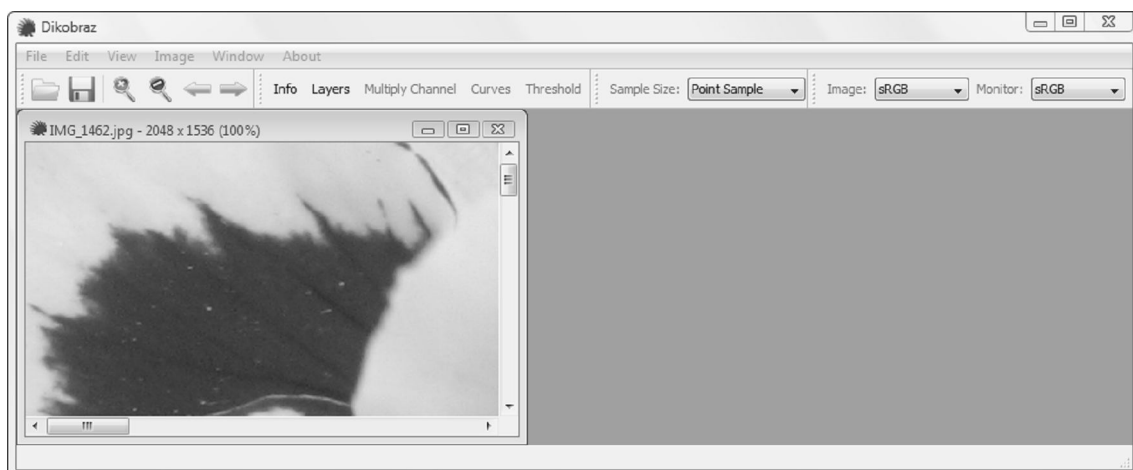 Dikobraz
File Edit View Image Window About
Info Layers Multiply Channel Curves Threshold Sample Size: Point Sample Image: sRGB Monitor: sRGB
IMG_1462.jpg - 2048 x 1536 (100%)